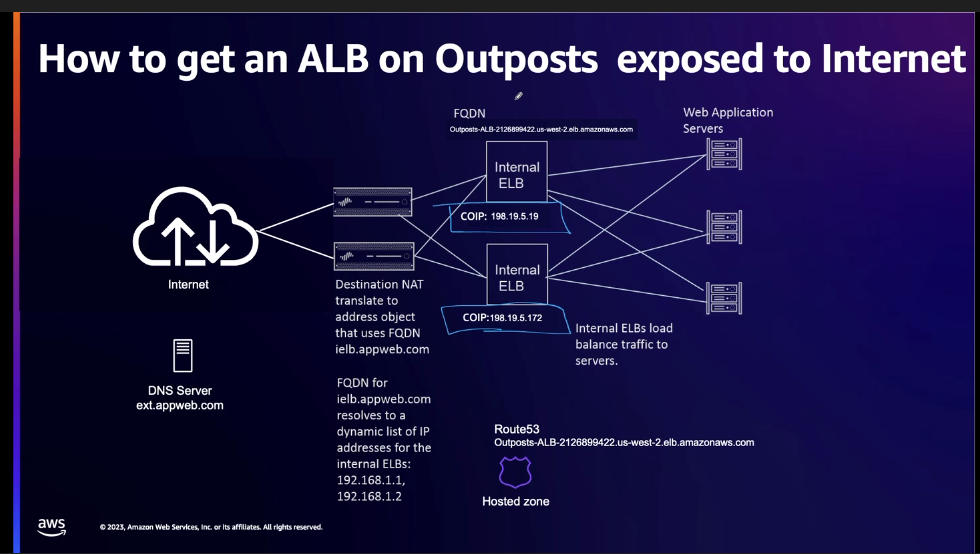 How to get an ALB on Outposts exposed to Internet
FQDN
Outposts-ALB-2126899422.us-west-2.elb.amazonaws.com
Web Application
Servers
Internal
ELB
COIP: 198.19.5.19
Internal
ELB
COIP:198.19.5.172
Internet
Destination NAT
translate to
address object
that uses FQDN
ielb.appweb.com
Internal ELBs load
balance traffic to
servers.
DNS Server
ext.appweb.com
FQDN for
ielb.appweb.com
resolves to a
dynamic list of IP
addresses for the
internal ELBs:
192.168.1.1,
192.168.1.2
Route53
Outposts-ALB-2126899422.us-west-2.elb.amazonaws.com
Hosted zone
aws
© 2023, Amazon Web Services, Inc. or its affiliates. All rights reserved.